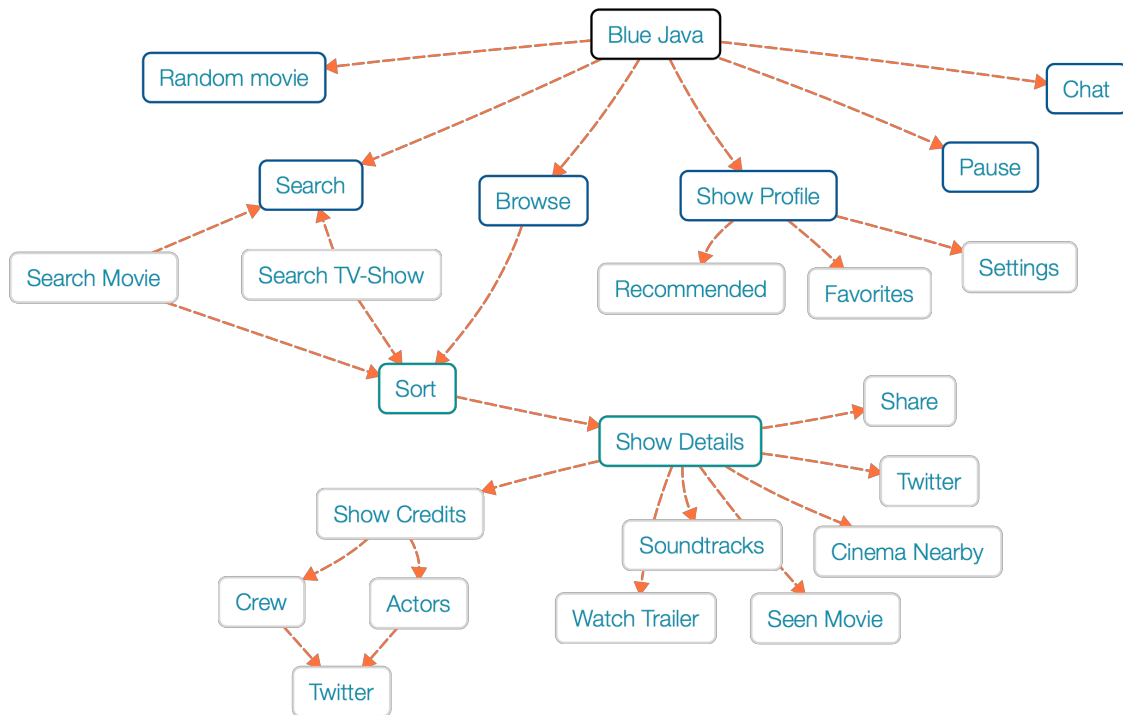 Blue Java
Random movie
Chat
Search
Browse
Show Profile
Pause
Search Movie
Search TV-Show
Recommended
Favorites
Settings
Sort
Share
Show Details
Twitter
Show Credits
Soundtracks
Cinema Nearby
Crew
Actors
Watch Trailer
Seen Movie
Twitter